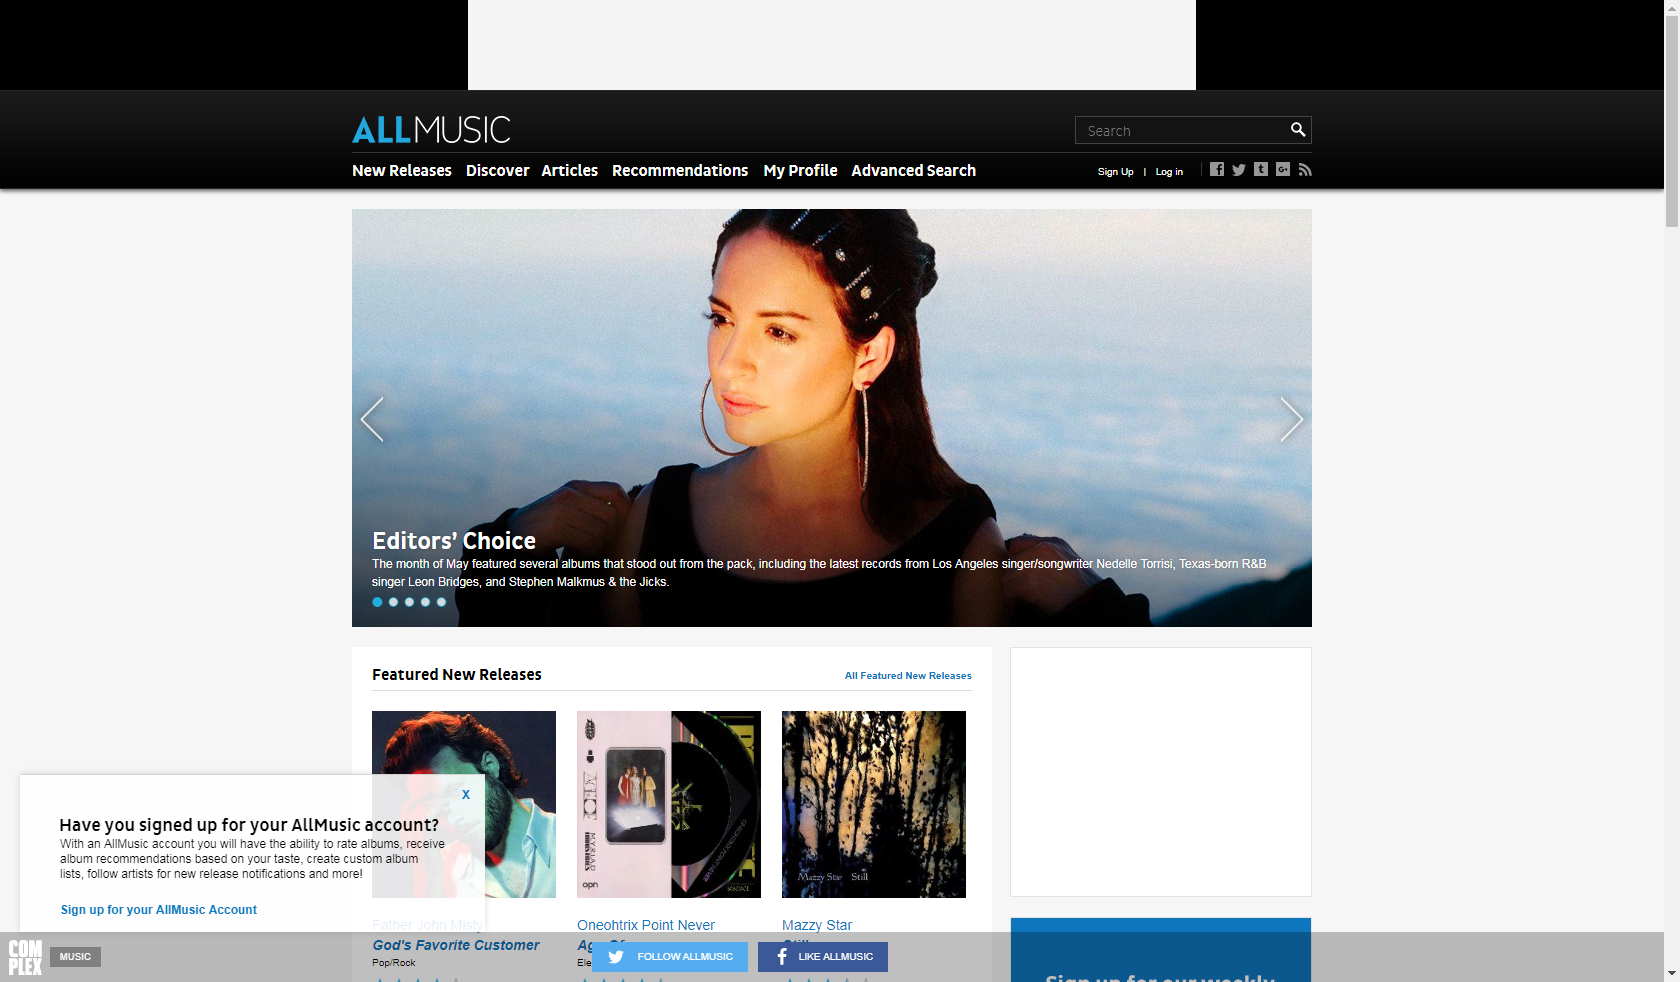 ALLMUSIC
Search
New Releases Discover Articles Recommendations My Profile Advanced Search
Sign Up | Log in
Editors' Choice
The month of May featured several albums that stood out from the pack, including the latest records from Los Angeles singer/songwriter Nedelle Torrisi, Texas-born R&B
singer Leon Bridges, and Stephen Malkmus & the Jicks.
Featured New Releases
All Featured New Releases
opn
Mazzy Star Still
X
Have you signed up for your AllMusic account?
With an AllMusic account you will have the ability to rate albums, receive
album recommendations based on your taste, create custom album
lists, follow artists for new release notifications and more!
Sign up for your AllMusic Account
Father John Misty
God's Favorite Customer
Pop/Rock
Oneohtrix Point Never
Mazzy Star
Still
COM
PLEX
MUSIC
FOLLOW ALLMUSIC
LIKE ALLMUSIC
Sign up for our weekly